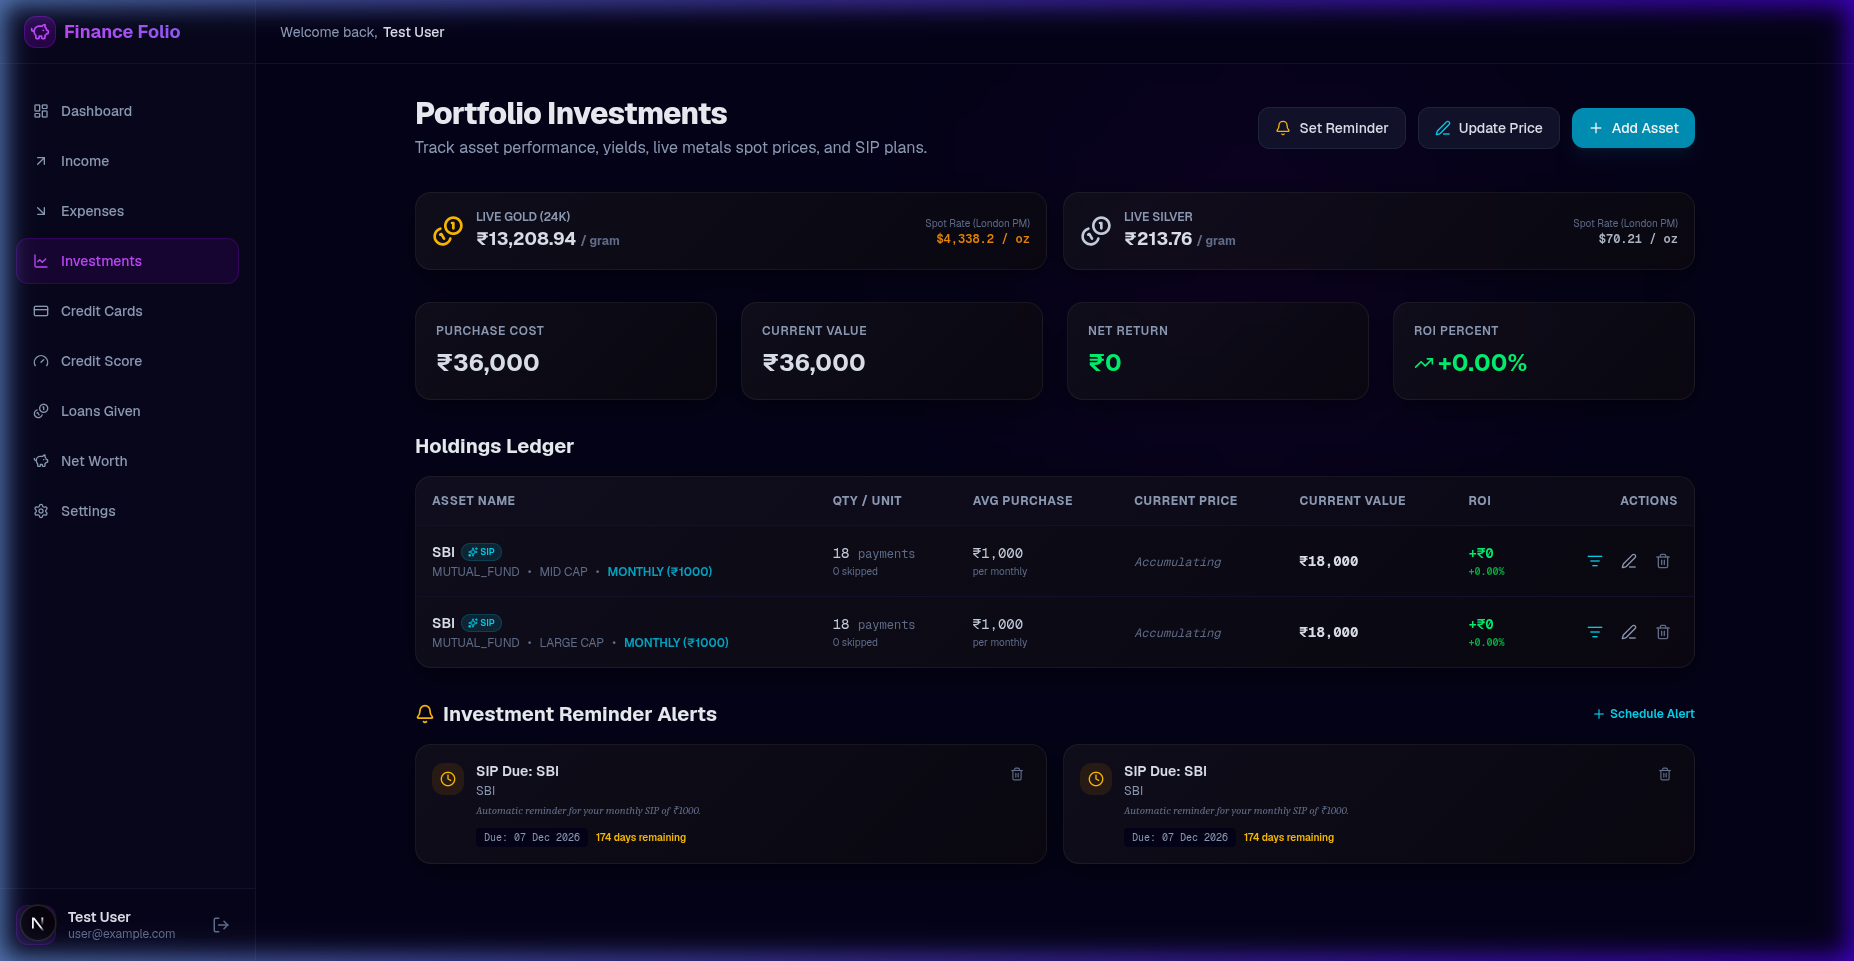 Finance Folio
Welcome back, Test User
Dashboard
Income
Expenses
Investments
Credit Cards
Credit Score
Loans Given
Net Worth
Settings
Test User
user@example.com
N
Portfolio Investments
Track asset performance, yields, live metals spot prices, and SIP plans.
Set Reminder
Update Price
Add Asset
LIVE GOLD (24K)
₹13,208.94 / gram
Spot Rate (London PM)
$4,338.2 / oz
LIVE SILVER
₹213.76 / gram
Spot Rate (London PM)
$70.21 / oz
PURCHASE COST
₹36,000
CURRENT VALUE
₹36,000
NET RETURN
₹0
ROI PERCENT
+0.00%
Holdings Ledger
ASSET NAME QTY / UNIT AVG PURCHASE CURRENT PRICE CURRENT VALUE ROI ACTIONS
SBI SIP
MUTUAL_FUND • MID CAP • MONTHLY (₹1000)
18 payments
0 skipped
₹1,000
per monthly
Accumulating
₹18,000
+₹0
+0.00%
SBI SIP
MUTUAL_FUND • LARGE CAP • MONTHLY (₹1000)
18 payments
0 skipped
₹1,000
per monthly
Accumulating
₹18,000
+₹0
+0.00%
Investment Reminder Alerts
+ Schedule Alert
SIP Due: SBI
SBI
Automatic reminder for your monthly SIP of ₹1000.
Due: 07 Dec 2026 174 days remaining
SIP Due: SBI
SBI
Automatic reminder for your monthly SIP of ₹1000.
Due: 07 Dec 2026 174 days remaining